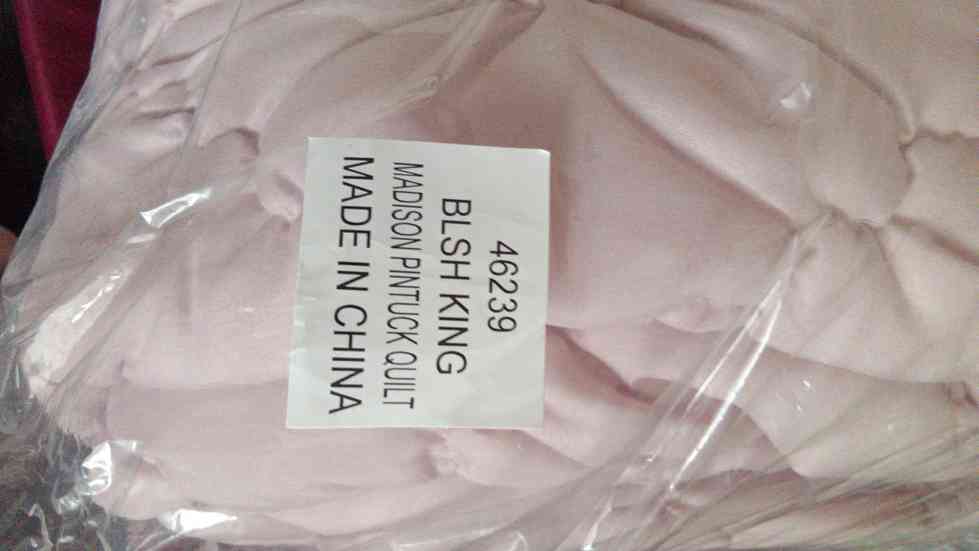 46239
BLSH KING
MADISON PINTUCK QUILT
MADE IN CHINA